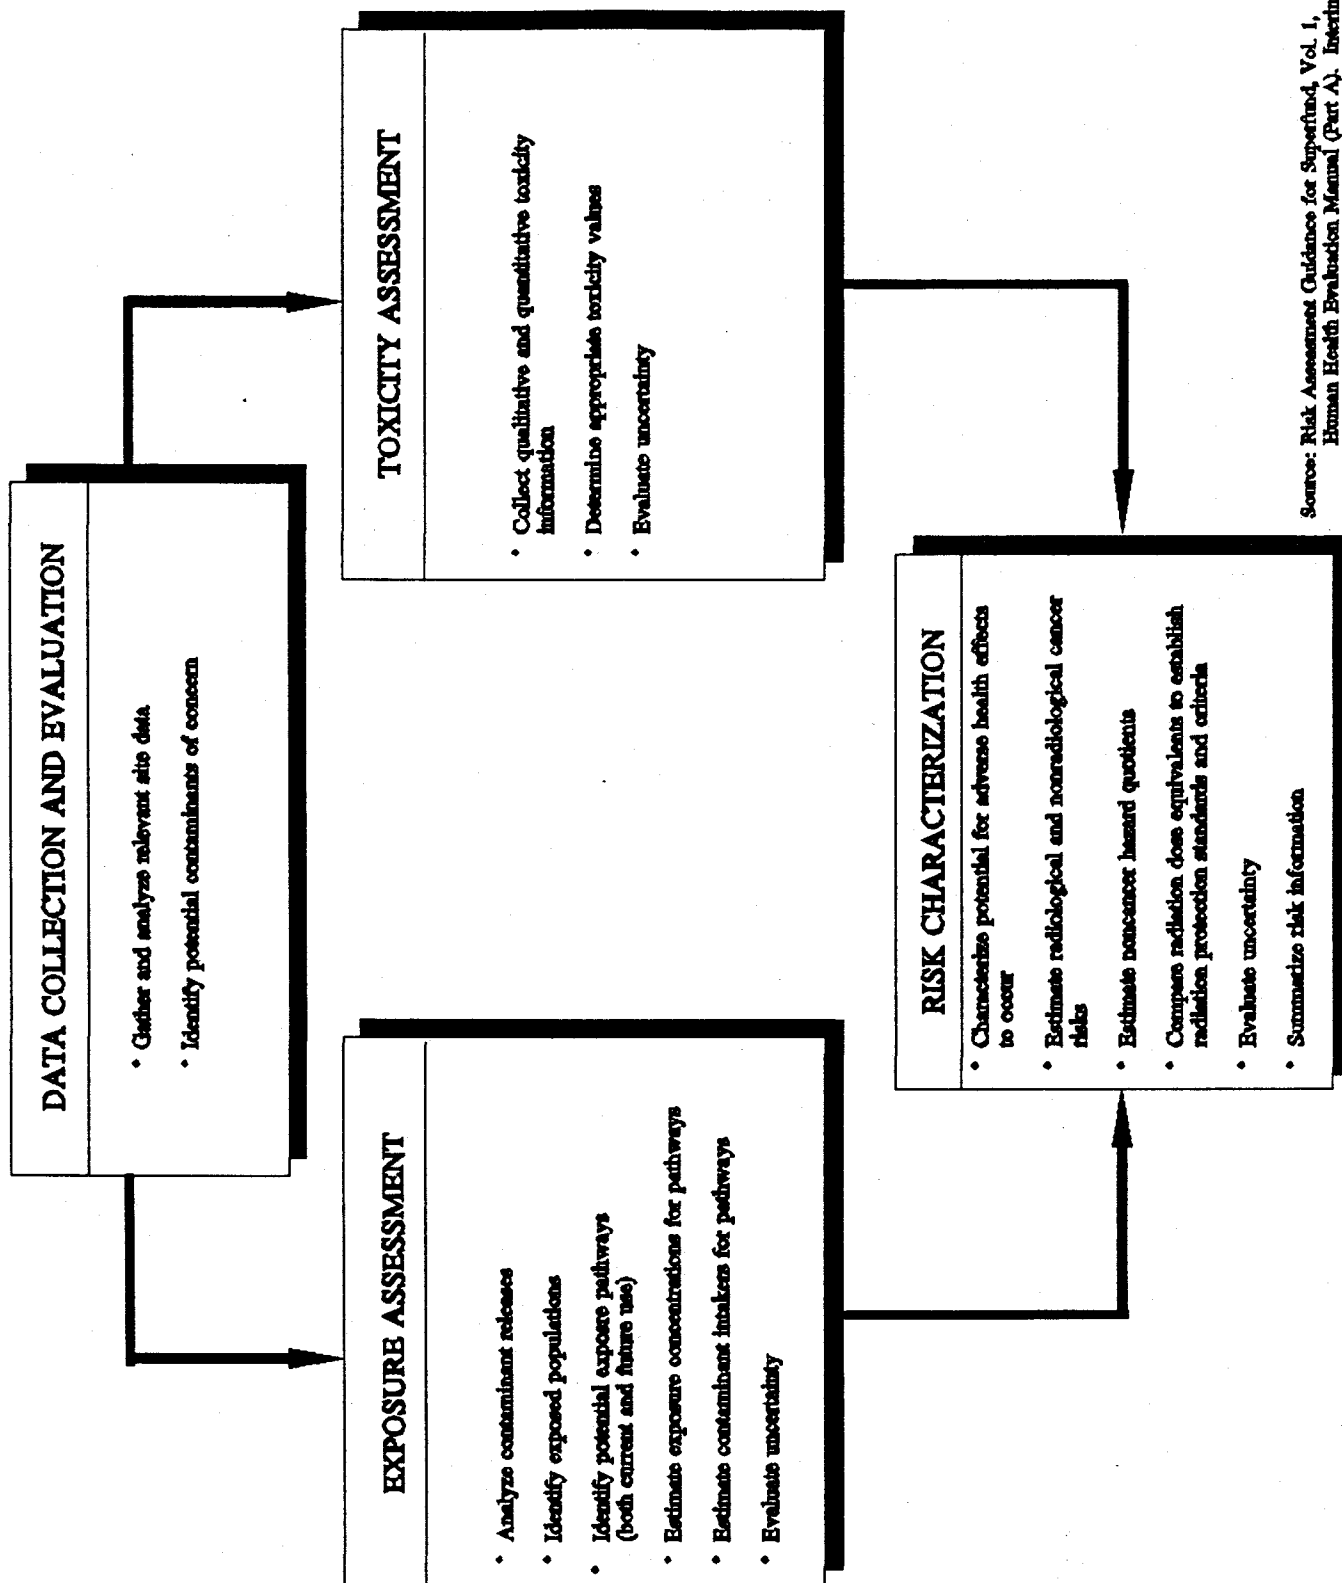 DATA COLLECTION AND EVALUATION
* Gather and analyze relevant site data
* Identify potential contaminants of concern
EXPOSURE ASSESSMENT
* Analyze contaminant releases
* Identify exposed populations
* Identify potential exposre pathways
(both current and future use)
* Estimate exposure concentrations for pathways
* Estimate contaminant intakers for pathways
* Evaluate uncertainty
TOXICITY ASSESSMENT
* Collect qualitative and quantitative toxicity
information
* Determine appropriate toxicity values
* Evaluate uncertainty
RISK CHARACTERIZATION
* Characterize potential for adverse health effects
to occur
* Estimate radiological and nonradiological cancer
risks
* Estimate noncancer hazard quotients
* Compare radiation dose equivalents to establish
radiation protection standards and criteria
* Evaluate uncertainty
* Summarize risk information
Source: Risk Assessment Guidance for Superfund, Vol. 1,
Human Health Evaluation Manual (Part A). Interim